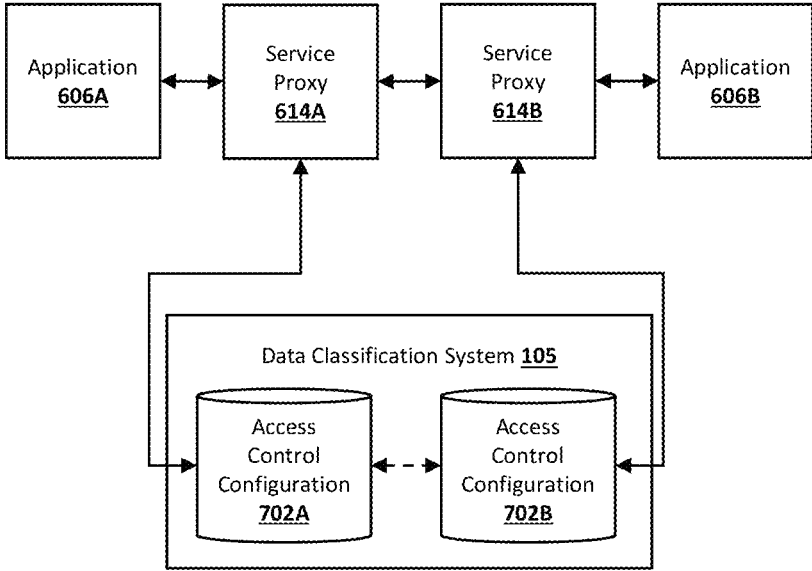 Application
606A
Service
Proxy
614A
Service
Proxy
614B
Application
606B
Data Classification System 105
Access
Control
Configuration
702A
Access
Control
Configuration
702B